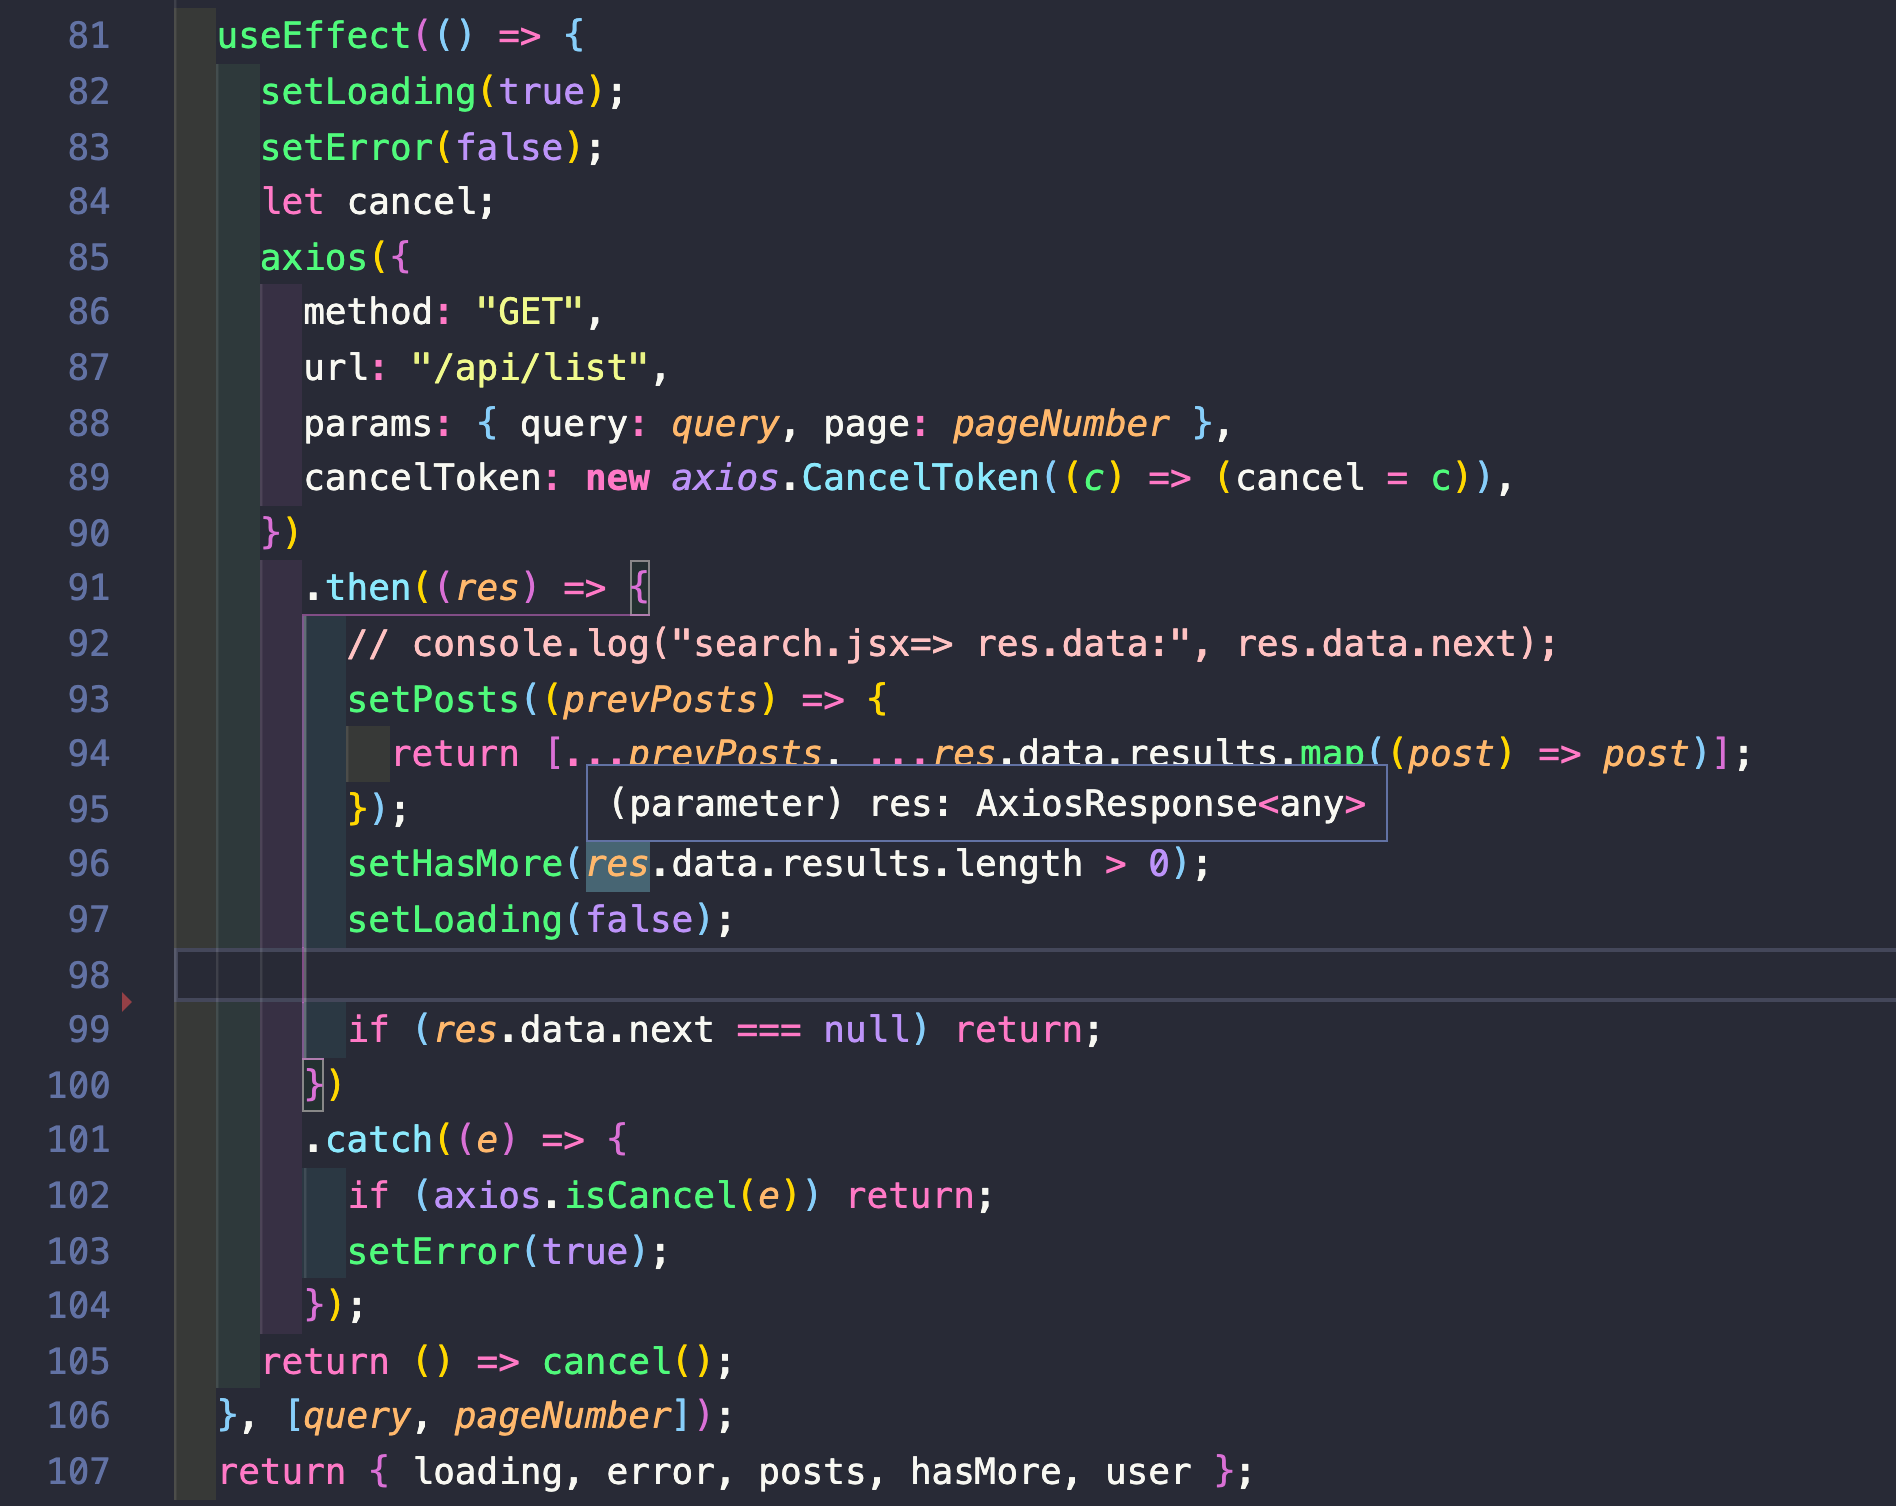 81 useEffect(() => {
82 setLoading(true);
83 setError(false);
84 let cancel;
85 axios({
86 method: "GET",
87 url: "/api/list",
88 params: { query: query, page: pageNumber },
89 cancelToken: new axios.CancelToken((c) => (cancel = c)),
90 })
91 .then((res) => {
92 // console.log("search.jsx=> res.data:", res.data.next);
93 setPosts((prevPosts) => {
94 return [...prevPosts, ...res.data.results.map((post) => post)];
(parameter) res: AxiosResponse<any>
95 });
96 setHasMore(res.data.results.length > 0);
97 setLoading(false);
98
99 if (res.data.next === null) return;
100 })
101 .catch((e) => {
102 if (axios.isCancel(e)) return;
103 setError(true);
104 });
105 return () => cancel();
106 }, [query, pageNumber]);
107 return { loading, error, posts, hasMore, user };